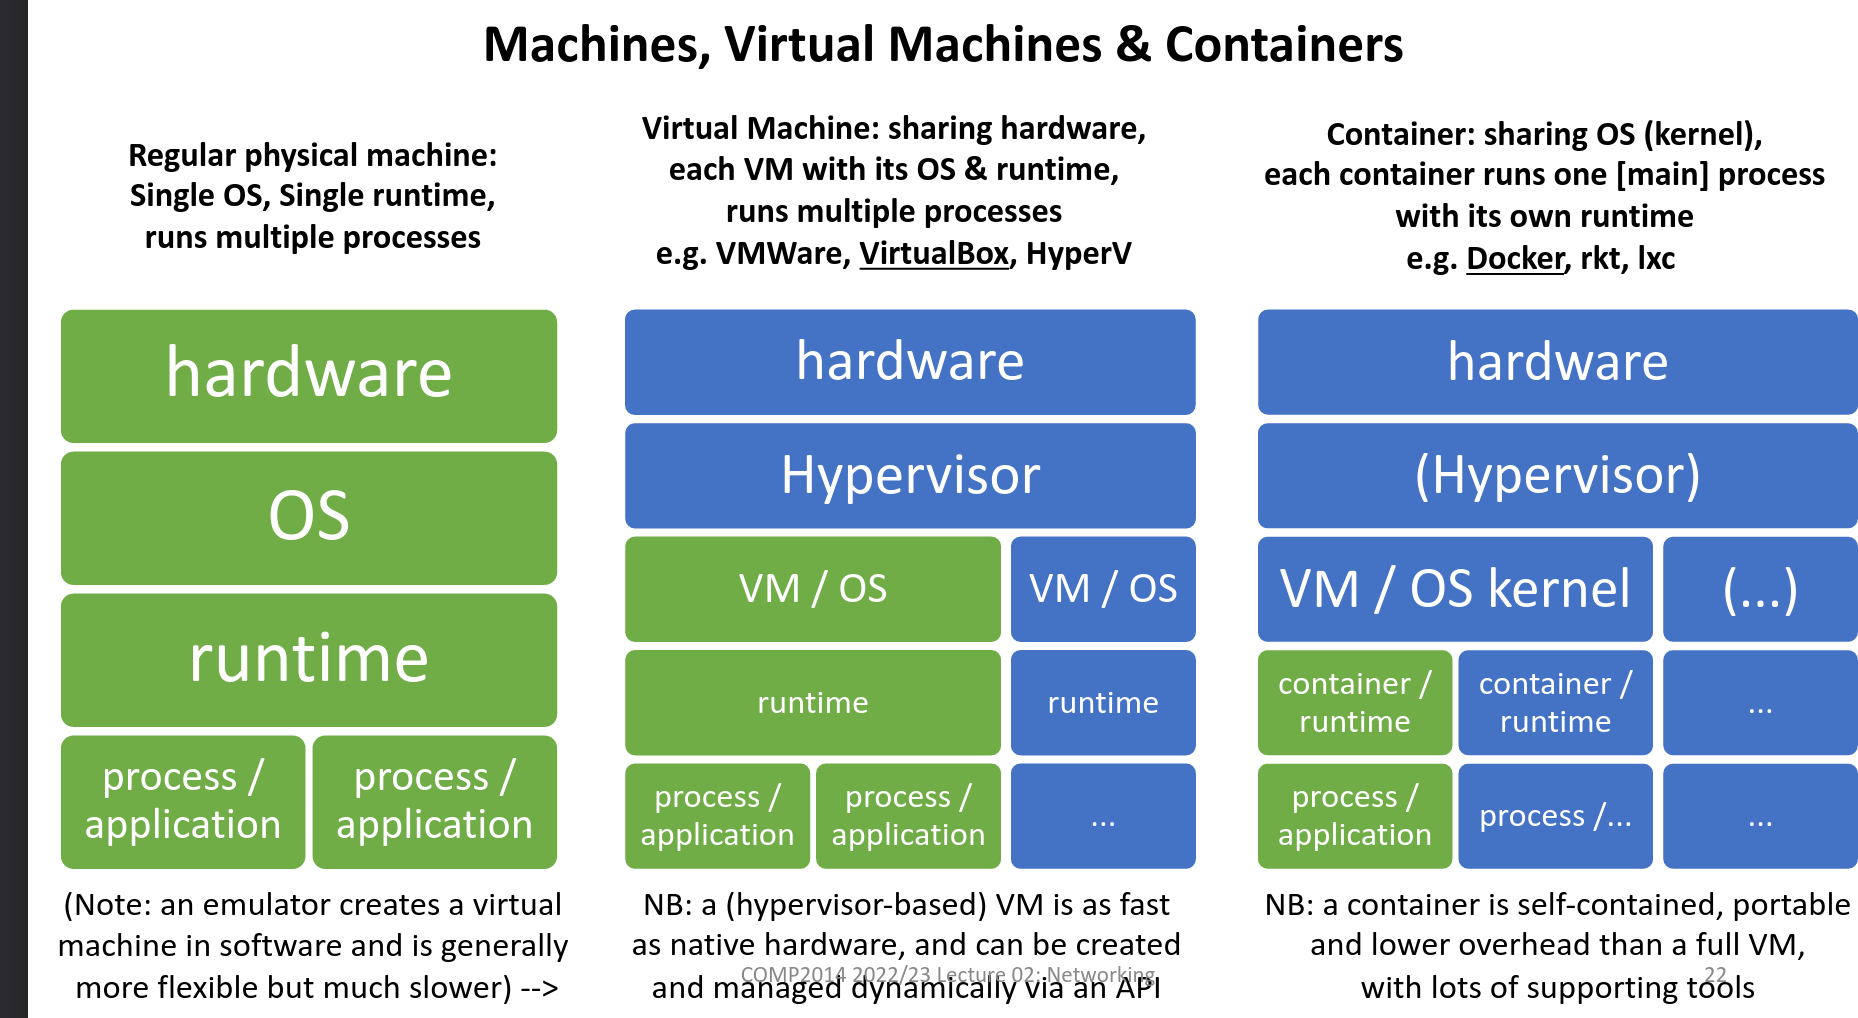 Machines, Virtual Machines & Containers
Regular physical machine:
Single OS, Single runtime,
runs multiple processes
Virtual Machine: sharing hardware,
each VM with its OS & runtime,
runs multiple processes
e.g. VMWare, VirtualBox, HyperV
Container: sharing OS (kernel),
each container runs one [main] process
with its own runtime
e.g. Docker, rkt, lxc
hardware
OS
runtime
process /
application
process /
application
hardware
Hypervisor
VM / OS
VM / OS
runtime
runtime
process /
application
process /
application
...
hardware
(Hypervisor)
VM / OS kernel
(...)
container /
runtime
container /
runtime
...
process /
application
process /...
...
(Note: an emulator creates a virtual
machine in software and is generally
more flexible but much slower) -->
NB: a (hypervisor-based) VM is as fast
as native hardware, and can be created
and managed dynamically via an API
NB: a container is self-contained, portable
and lower overhead than a full VM,
with lots of supporting tools
COMP2014 2022/23 Lecture 02: Networking
22